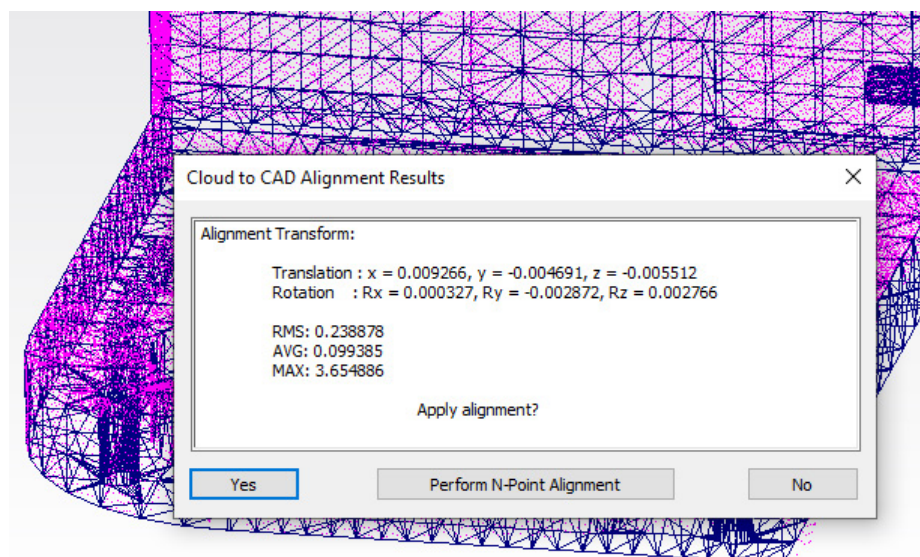 Cloud to CAD Alignment Results
Alignment Transform:
Translation : x = 0.009266, y = -0.004691, z = -0.005512
Rotation : Rx = 0.000327, Ry = -0.002872, Rz = 0.002766
RMS: 0.238878
AVG: 0.099385
MAX: 3.654886
Apply alignment?
Yes
Perform N-Point Alignment
No